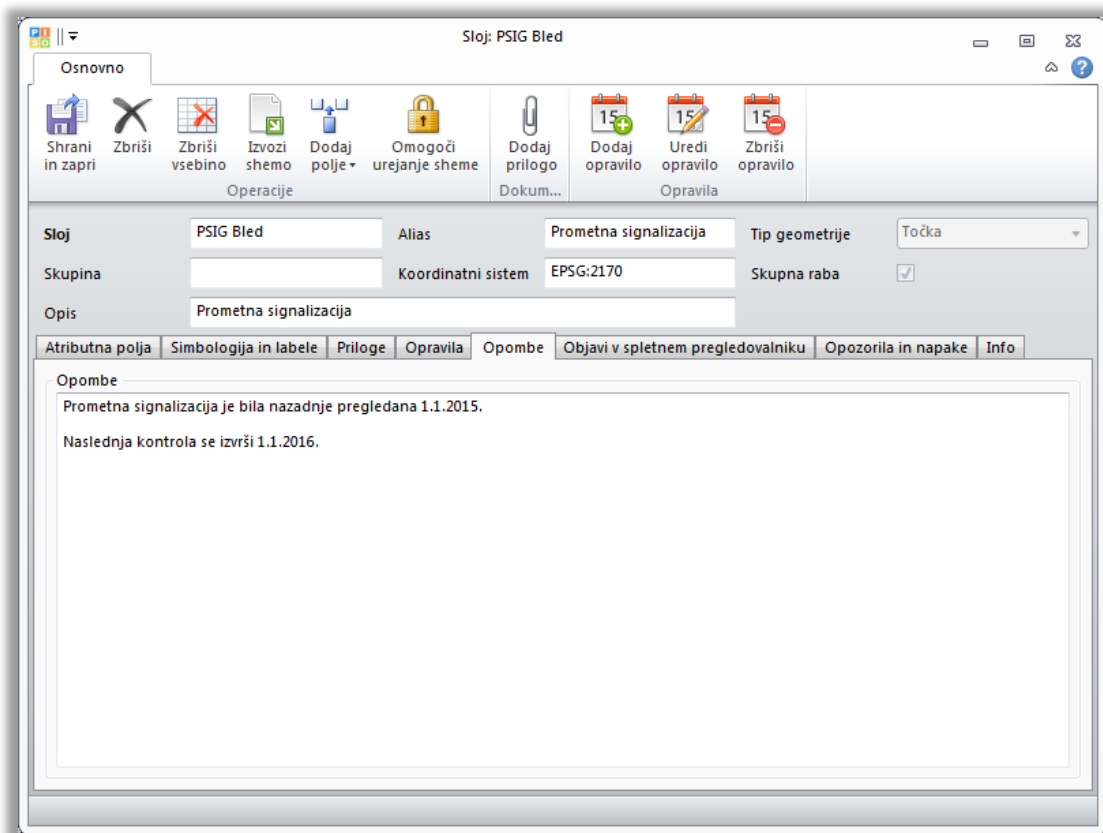 Sloj: PSIG Bled
Osnovno
Shrani in zapri
Zbriši
Zbriši vsebino
Izvozi shemo
Dodaj polje
Omogoči urejanje sheme
Dodaj prilogo
Dodaj opravilo
Uredi opravilo
Zbriši opravilo
Operacije
Dokum...
Opravila
Sloj PSIG Bled Alias Prometna signalizacija Tip geometrije Točka
Skupina Koordinatni sistem EPSG:2170 Skupna raba
Opis Prometna signalizacija
Atributna polja Simbologija in labele Priloge Opravila Opombe Objavi v spletnem pregledovalniku Opozorila in napake Info
Opombe
Prometna signalizacija je bila nazadnje pregledana 1.1.2015.
Naslednja kontrola se izvrši 1.1.2016.